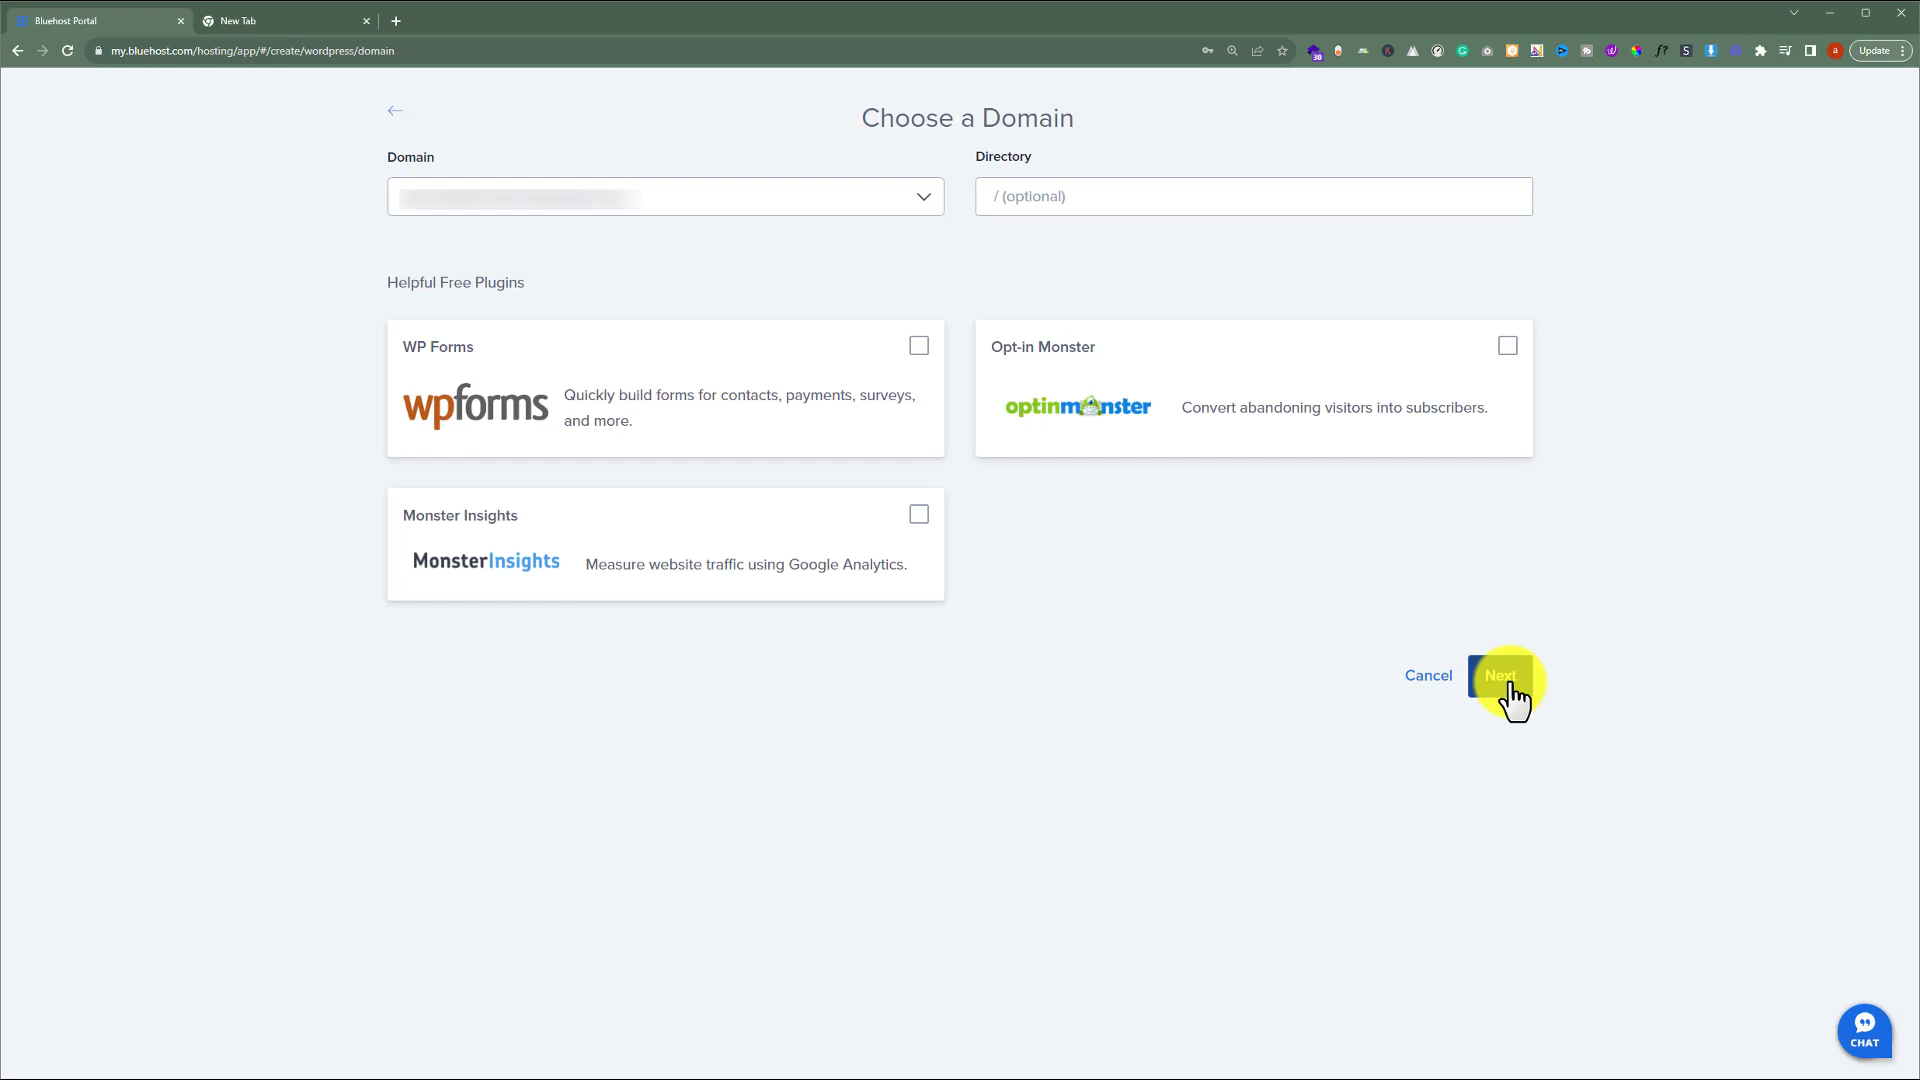 Bluehost Portal
New Tab
my.bluehost.com/hosting/app/#/create/wordpress/domain
30
Update
Choose a Domain
Domain
Directory
/ (optional)
Helpful Free Plugins
WP Forms
wpforms
Quickly build forms for contacts, payments, surveys,
and more.
Opt-in Monster
optinmonster
Convert abandoning visitors into subscribers.
Monster Insights
MonsterInsights
Measure website traffic using Google Analytics.
Cancel
Next
CHAT